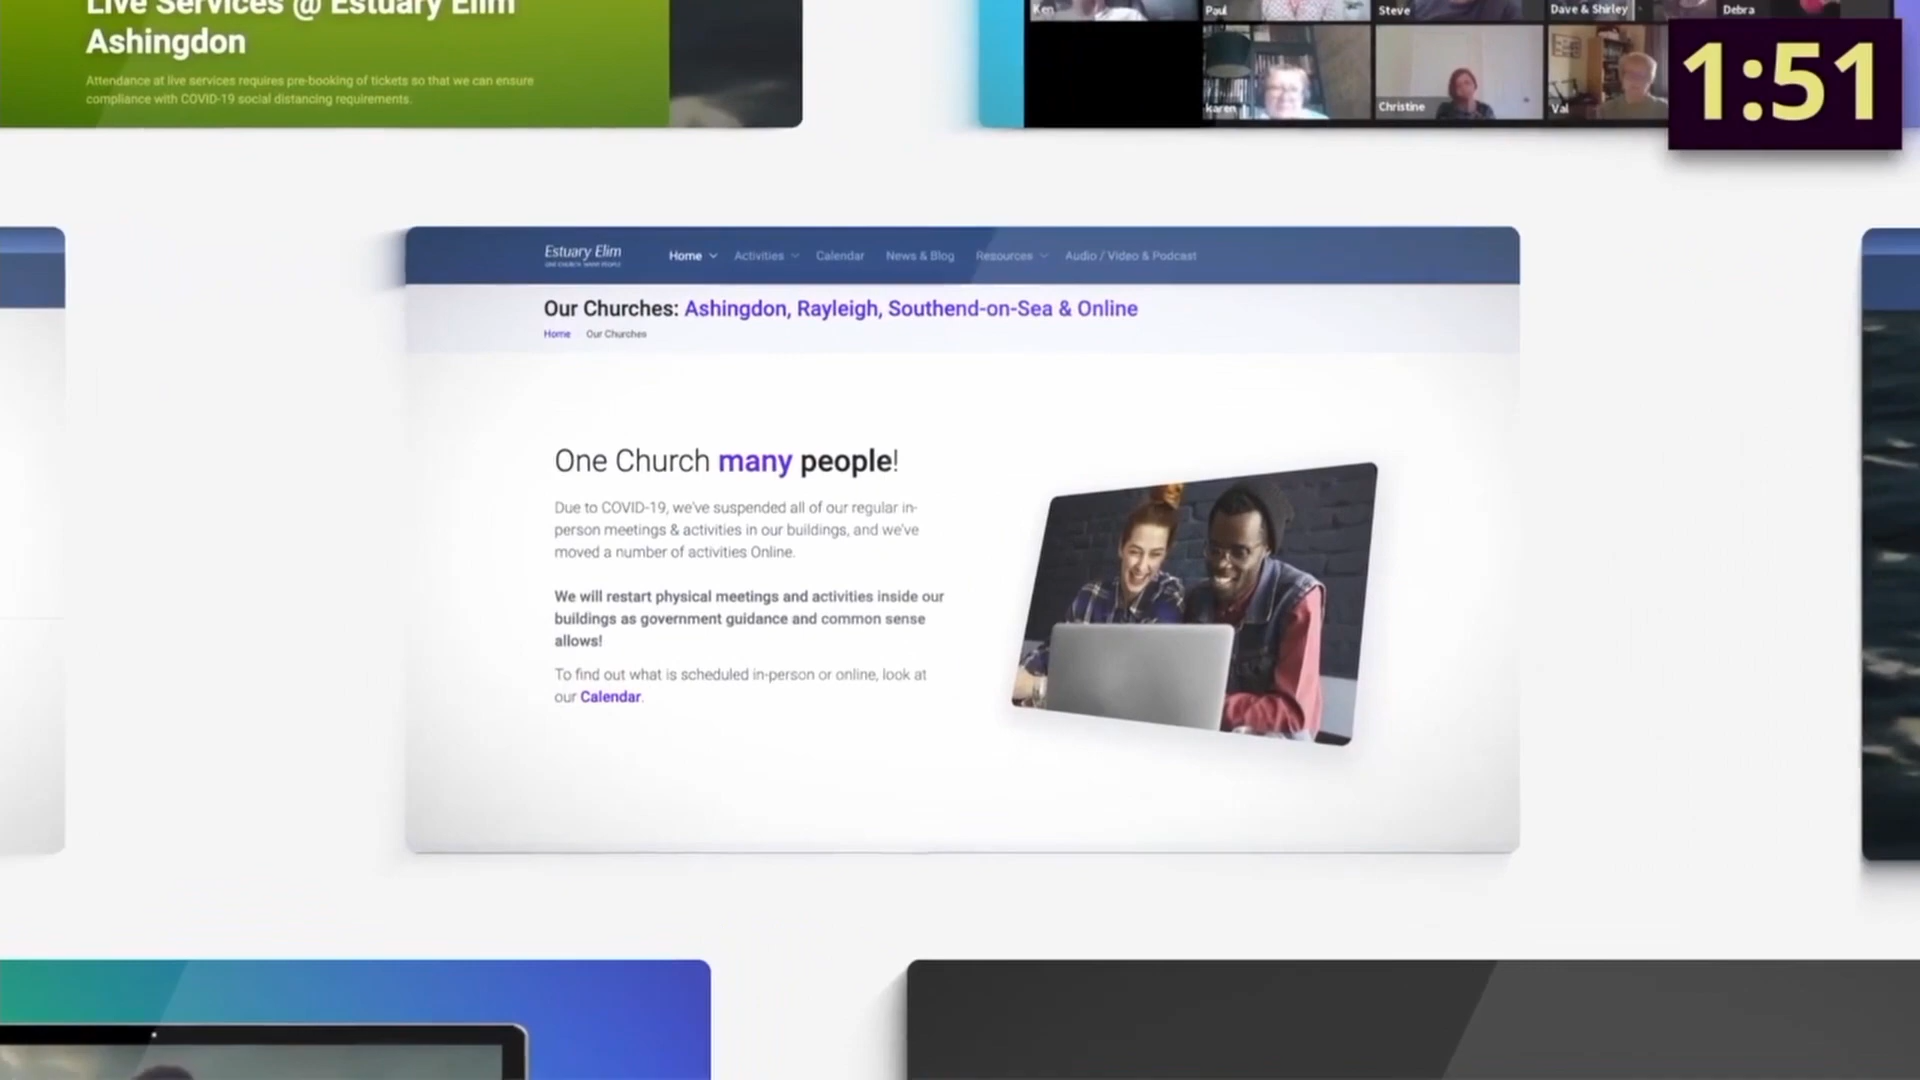 Live Services @ Estuary Elim
Ashingdon
Attendance at live services requires pre-booking of tickets so that we can ensure
compliance with COVID-19 social distancing requirements.
Ken
Paul
Steve
Dave & Shirley
Debra
karen
Christine
Val
1:51
Estuary Elim
ONE CHURCH MANY PEOPLE
Home
Activities
Calendar
News & Blog
Resources
Audio / Video & Podcast
Our Churches: Ashingdon, Rayleigh, Southend-on-Sea & Online
Home
Our Churches
One Church many people!
Due to COVID-19, we've suspended all of our regular in-
person meetings & activities in our buildings, and we've
moved a number of activities Online.
We will restart physical meetings and activities inside our
buildings as government guidance and common sense
allows!
To find out what is scheduled in-person or online, look at
our Calendar.